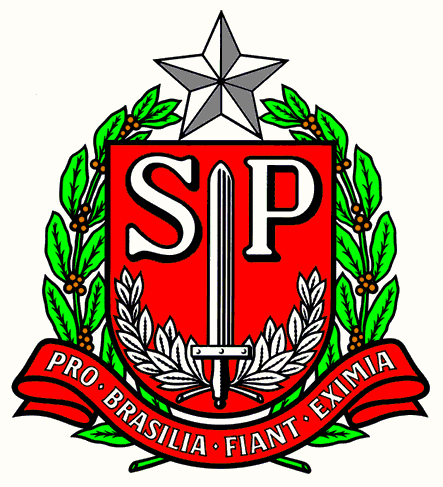 SP
PRO · BRASILIA · FIANT · EXIMIA